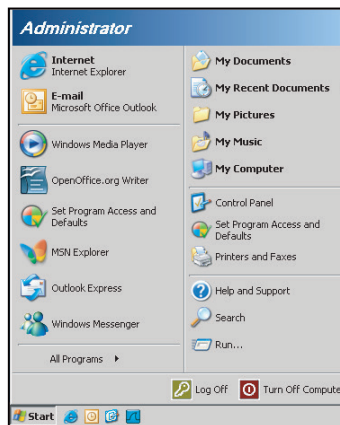 Administrator
Internet
Internet Explorer
E-mail
Microsoft Office Outlook
Windows Media Player
OpenOffice.org Writer
Set Program Access and
Defaults
MSN Explorer
Outlook Express
Windows Messenger
All Programs
My Documents
My Recent Documents
My Pictures
My Music
My Computer
Control Panel
Set Program Access and
Defaults
Printers and Faxes
Help and Support
Search
Run...
Log Off
Turn Off Compute
Start